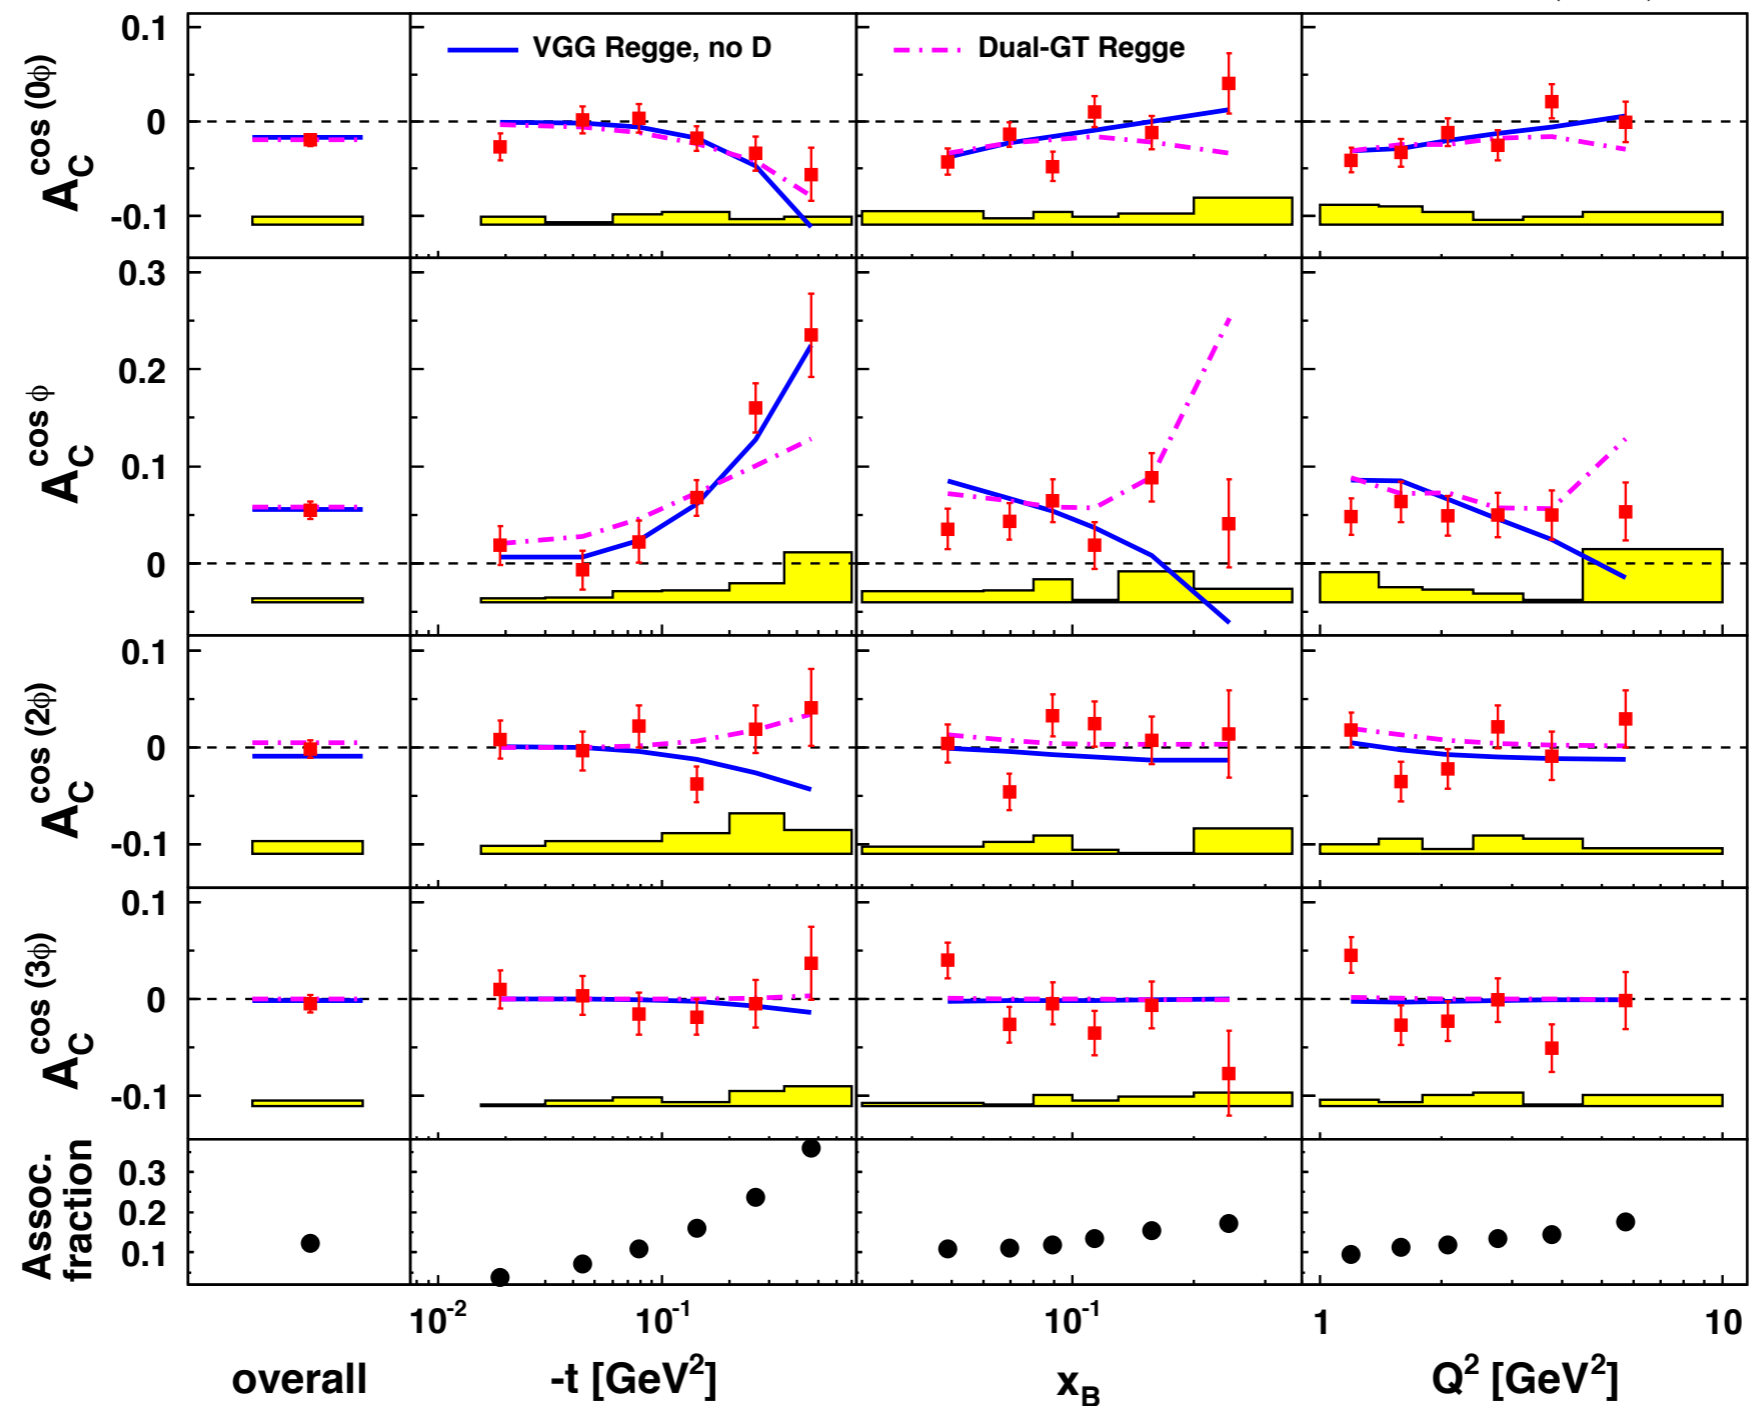 VGG Regge, no D
Dual-GT Regge
A_C^cos (0ϕ)
0.1
0
-0.1
A_C^cos ϕ
0.3
0.2
0.1
0
A_C^cos (2ϕ)
0.1
0
-0.1
A_C^cos (3ϕ)
0.1
0
-0.1
Assoc.
fraction
0.3
0.2
0.1
10^-2 10^-1 10^-1 1 10
overall -t [GeV^2] x_B Q^2 [GeV^2]